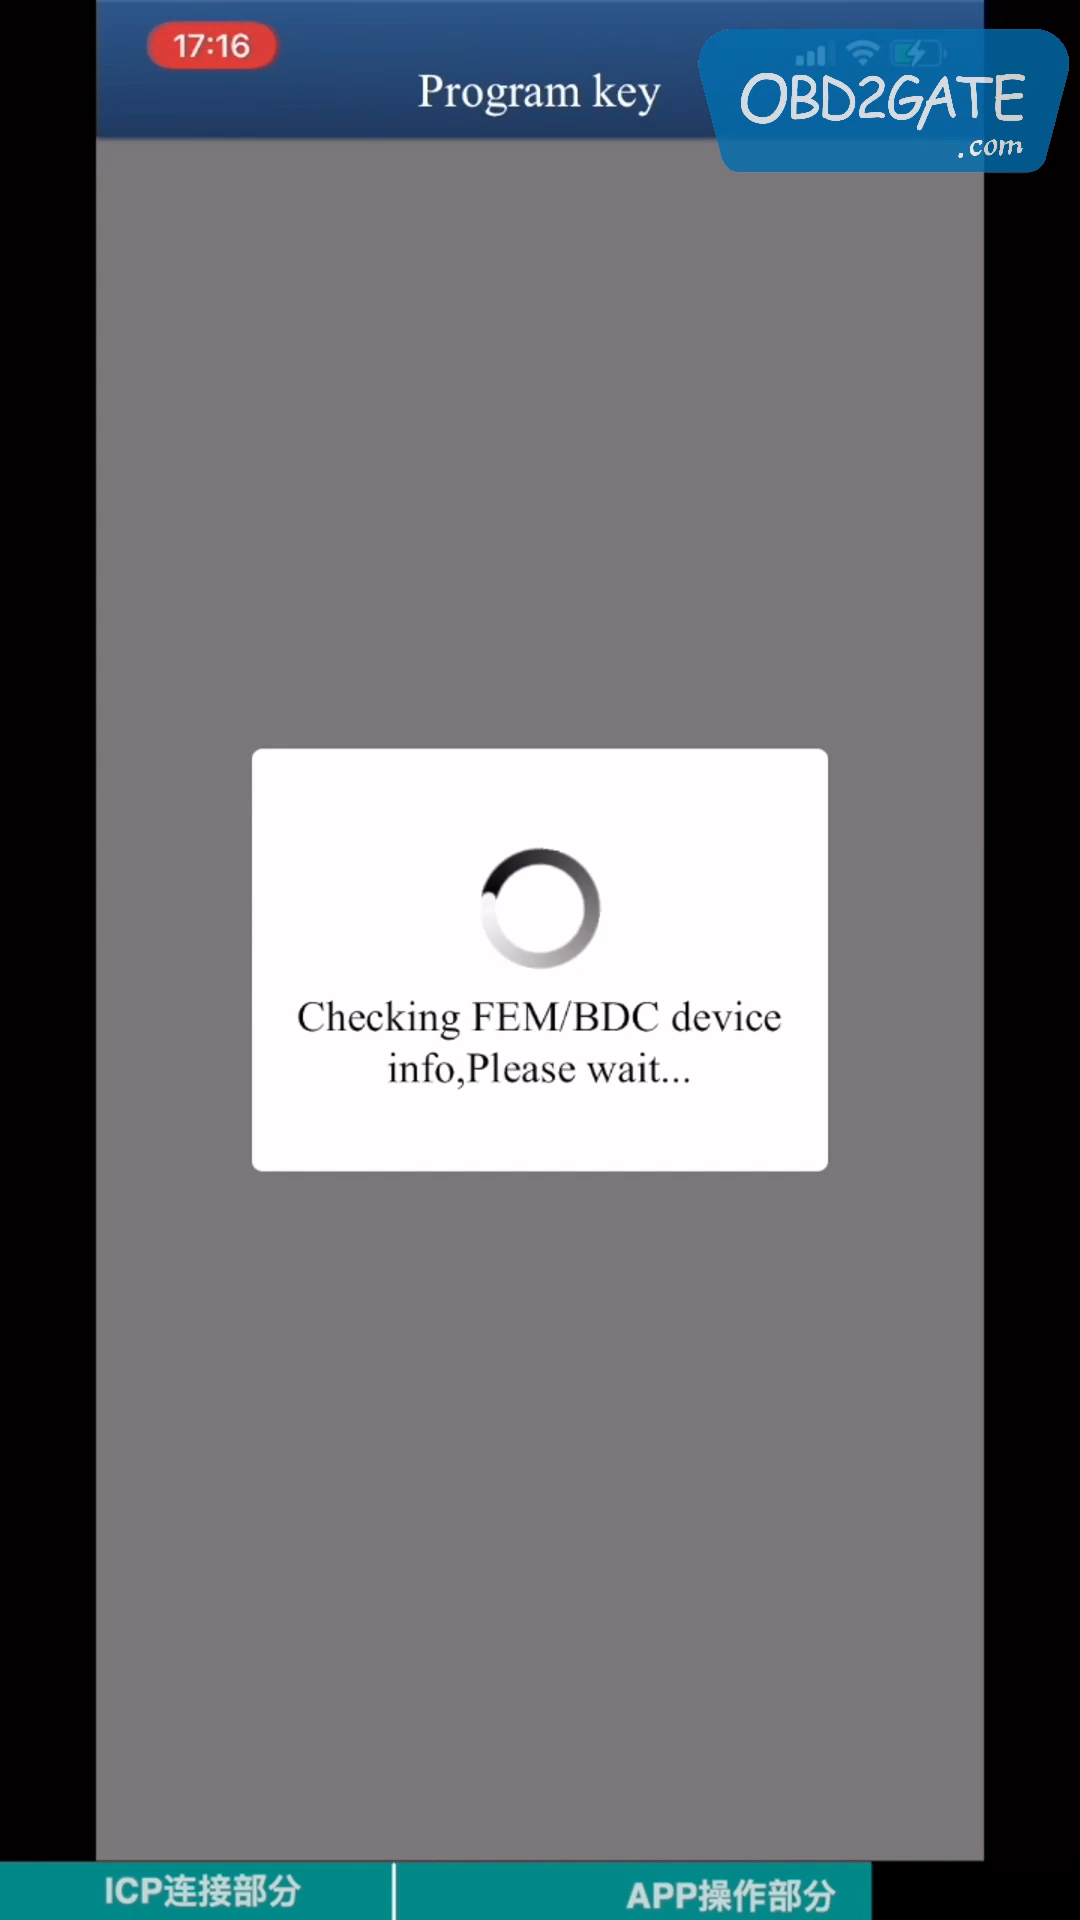 17:16
Program key
OBD2GATE
.com
Checking FEM/BDC device
info,Please wait...
ICP连接部分
APP操作部分